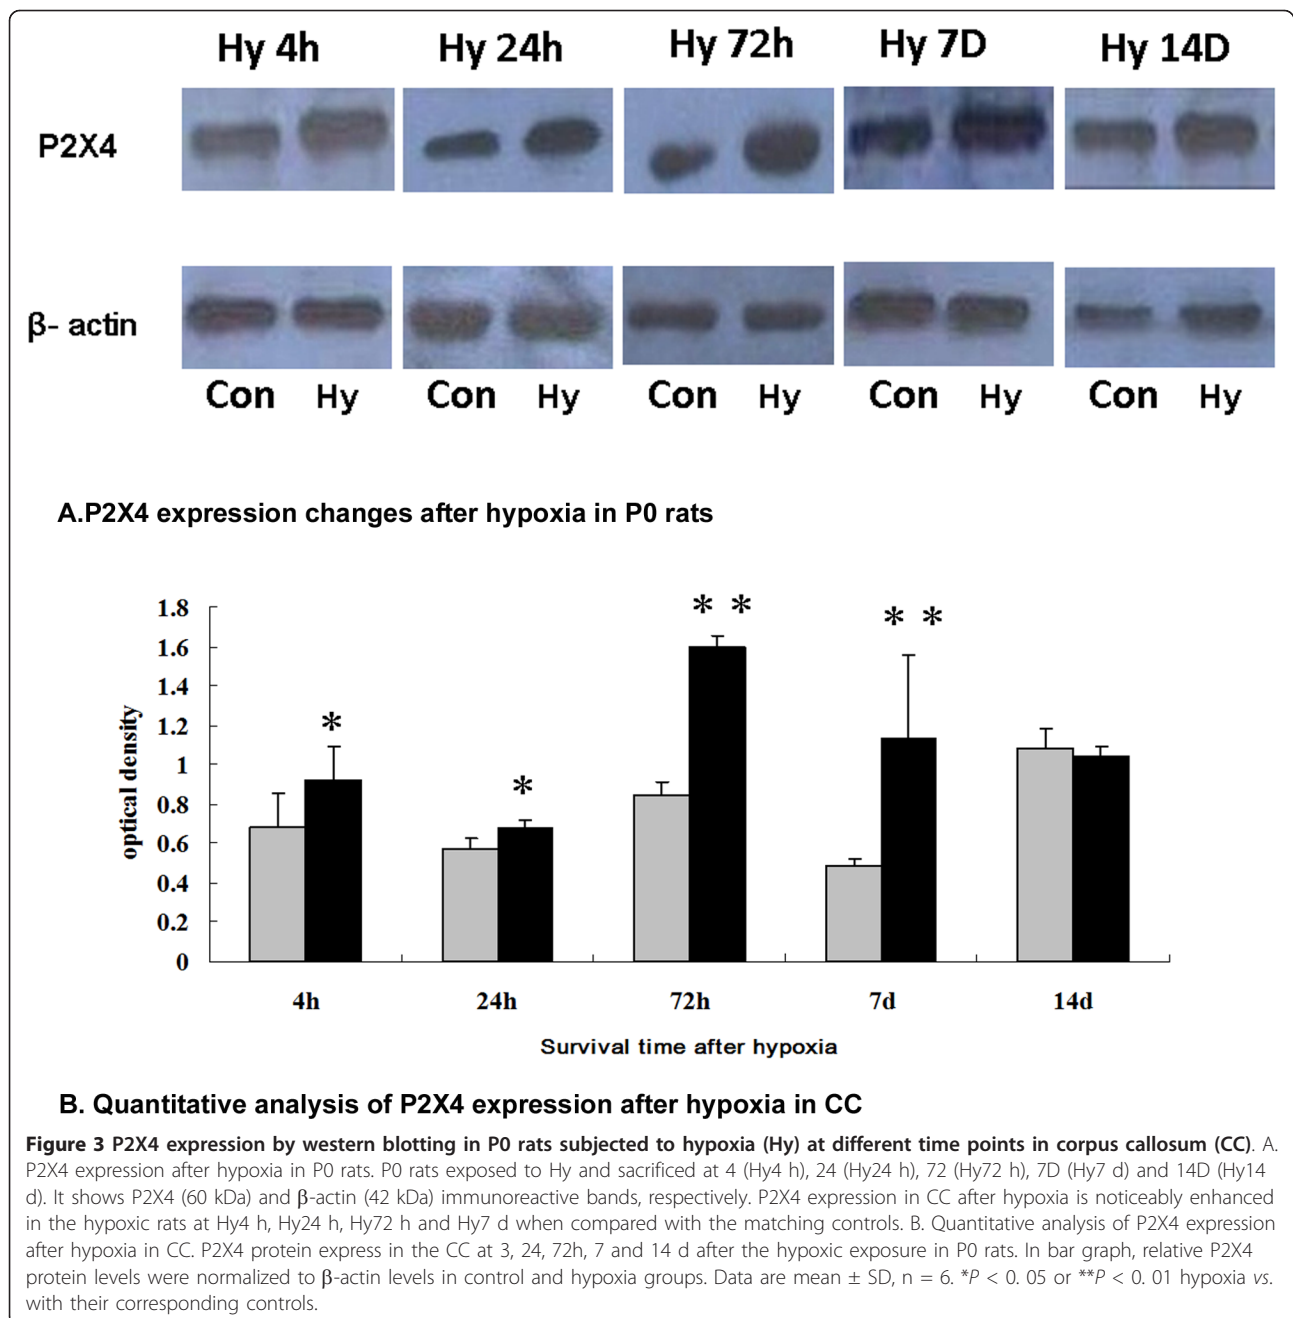 Hy 4h Hy 24h Hy 72h Hy 7D Hy 14D
P2X4
β- actin
Con Hy Con Hy Con Hy Con Hy Con Hy
A.P2X4 expression changes after hypoxia in P0 rats
optical density
1.8
1.6
1.4
1.2
1
0.8
0.6
0.4
0.2
0
*
*
* *
* *
4h 24h 72h 7d 14d
Survival time after hypoxia
B. Quantitative analysis of P2X4 expression after hypoxia in CC
Figure 3 P2X4 expression by western blotting in P0 rats subjected to hypoxia (Hy) at different time points in corpus callosum (CC). A.
P2X4 expression after hypoxia in P0 rats. P0 rats exposed to Hy and sacrificed at 4 (Hy4 h), 24 (Hy24 h), 72 (Hy72 h), 7D (Hy7 d) and 14D (Hy14
d). It shows P2X4 (60 kDa) and β-actin (42 kDa) immunoreactive bands, respectively. P2X4 expression in CC after hypoxia is noticeably enhanced
in the hypoxic rats at Hy4 h, Hy24 h, Hy72 h and Hy7 d when compared with the matching controls. B. Quantitative analysis of P2X4 expression
after hypoxia in CC. P2X4 protein express in the CC at 3, 24, 72h, 7 and 14 d after the hypoxic exposure in P0 rats. In bar graph, relative P2X4
protein levels were normalized to β-actin levels in control and hypoxia groups. Data are mean ± SD, n = 6. *P < 0. 05 or **P < 0. 01 hypoxia vs.
with their corresponding controls.